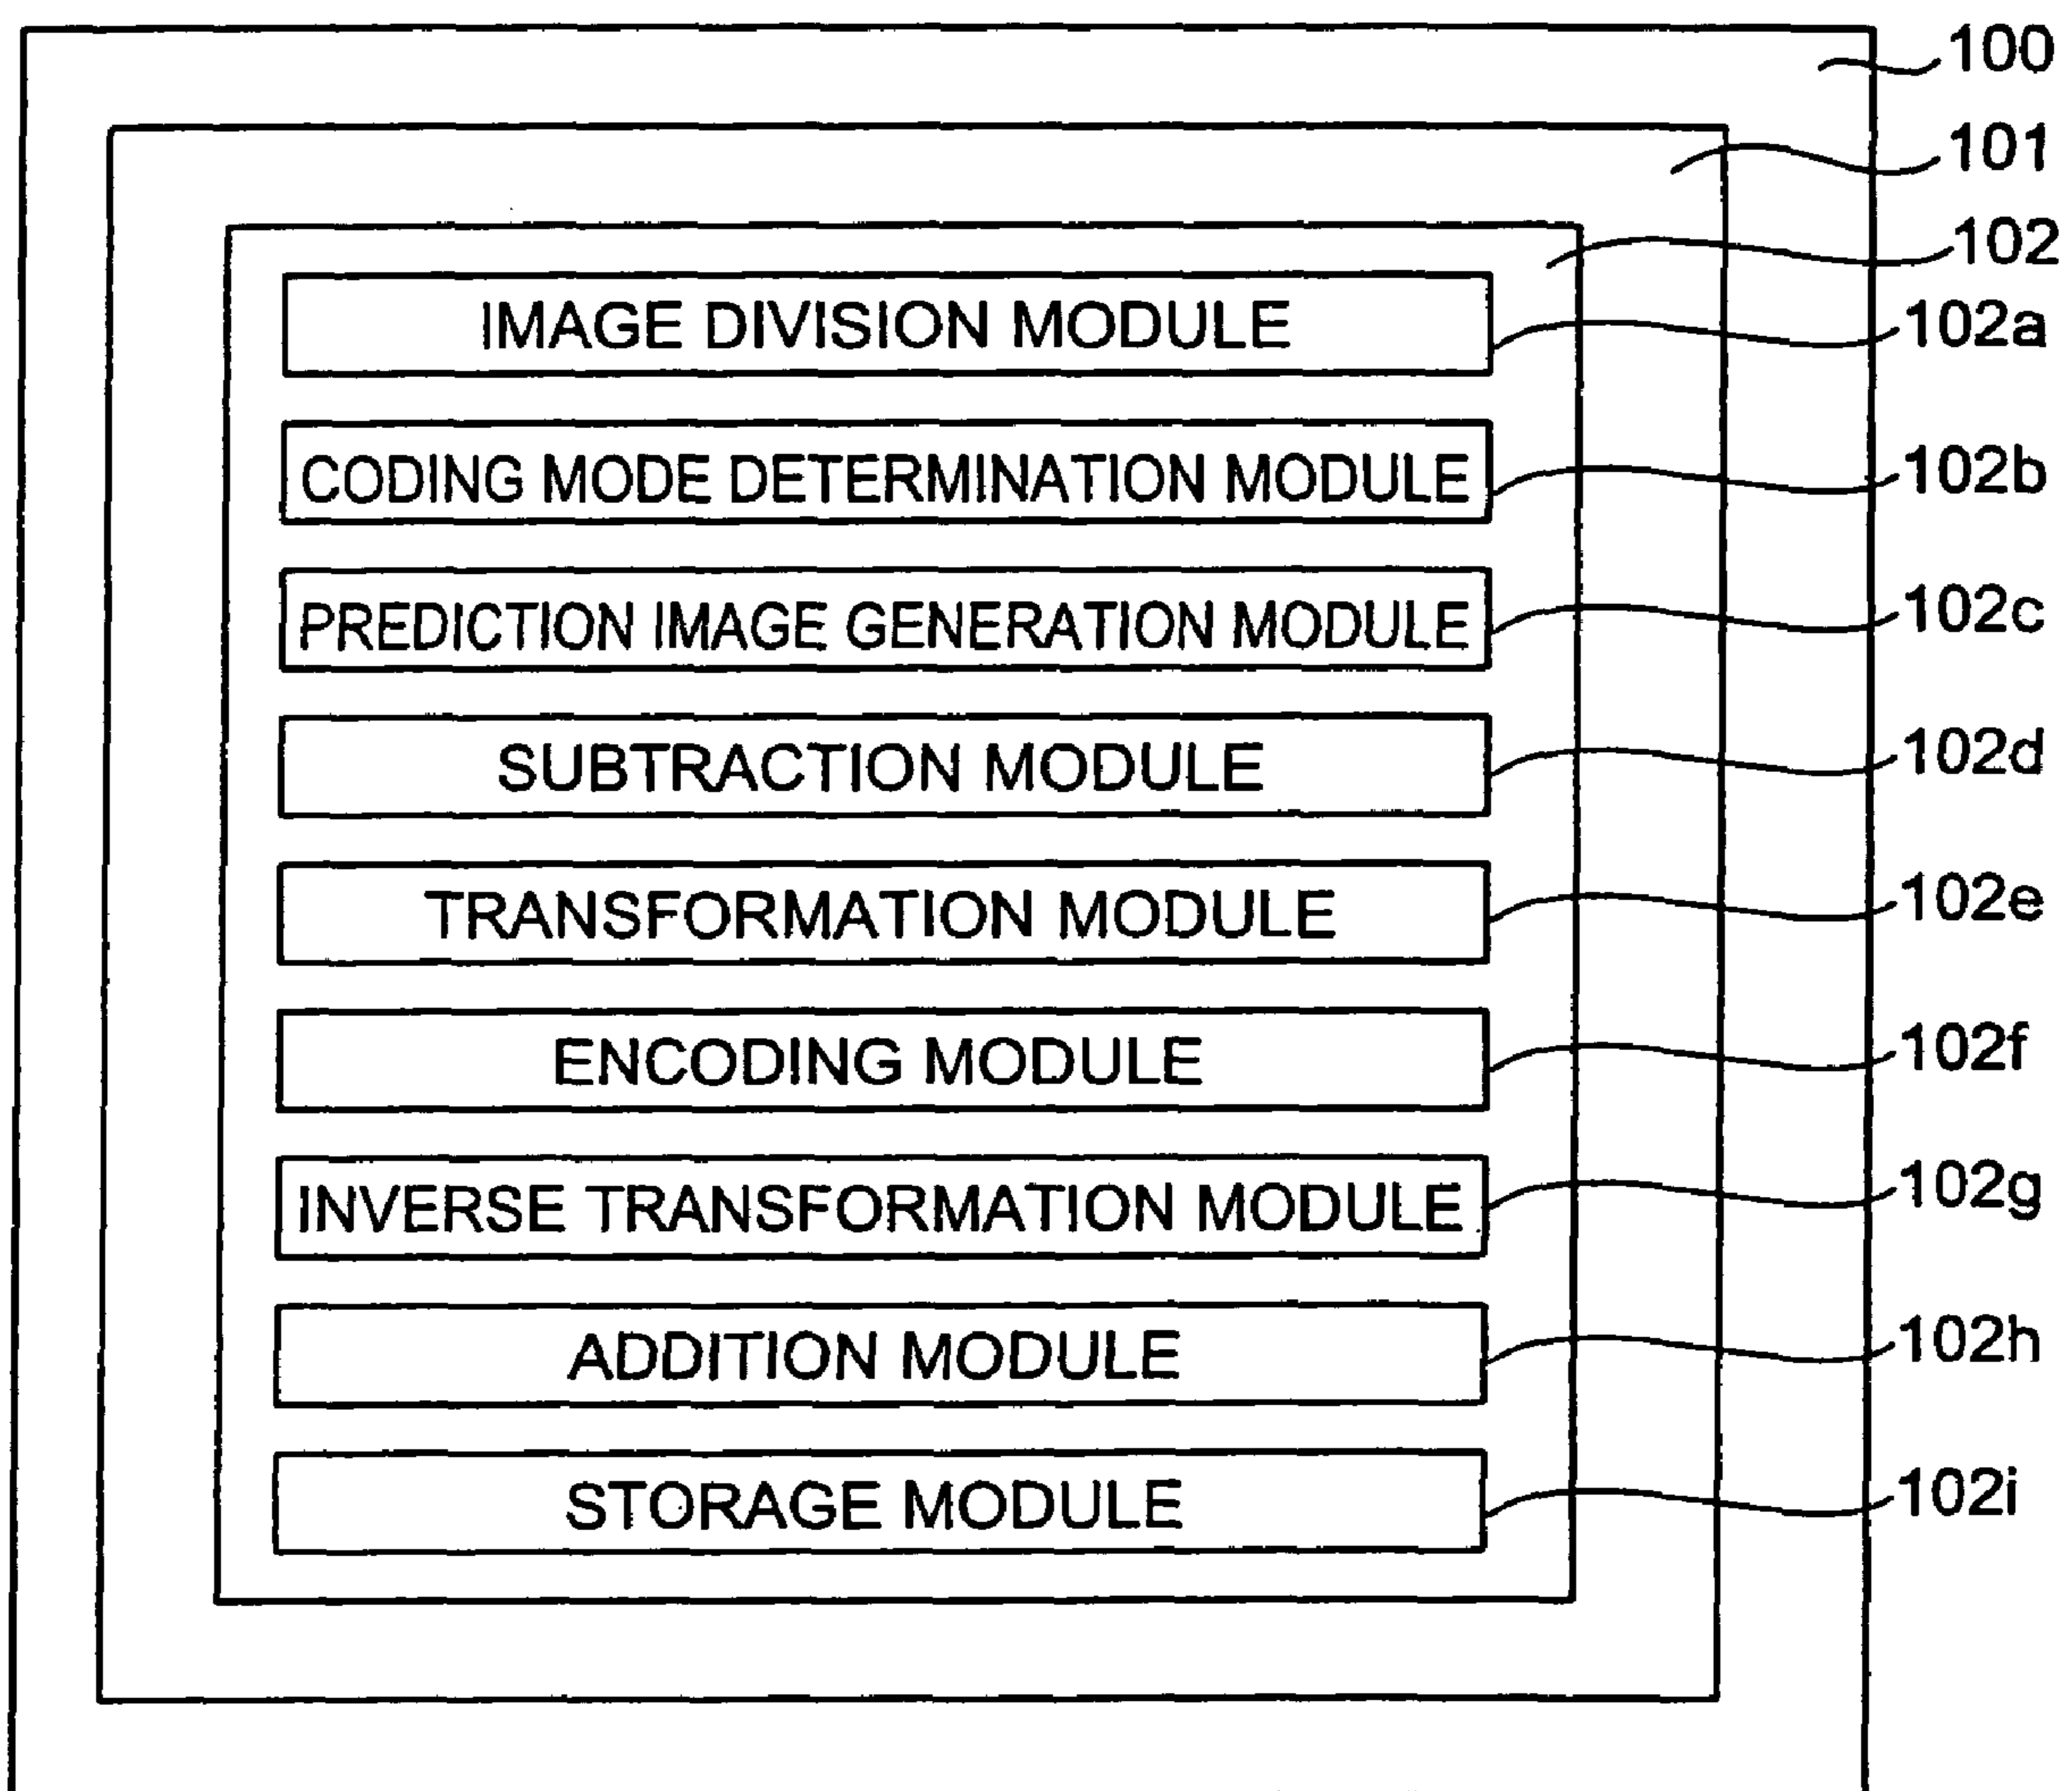 100
101
102
IMAGE DIVISION MODULE 102a
CODING MODE DETERMINATION MODULE 102b
PREDICTION IMAGE GENERATION MODULE 102c
SUBTRACTION MODULE 102d
TRANSFORMATION MODULE 102e
ENCODING MODULE 102f
INVERSE TRANSFORMATION MODULE 102g
ADDITION MODULE 102h
STORAGE MODULE 102i